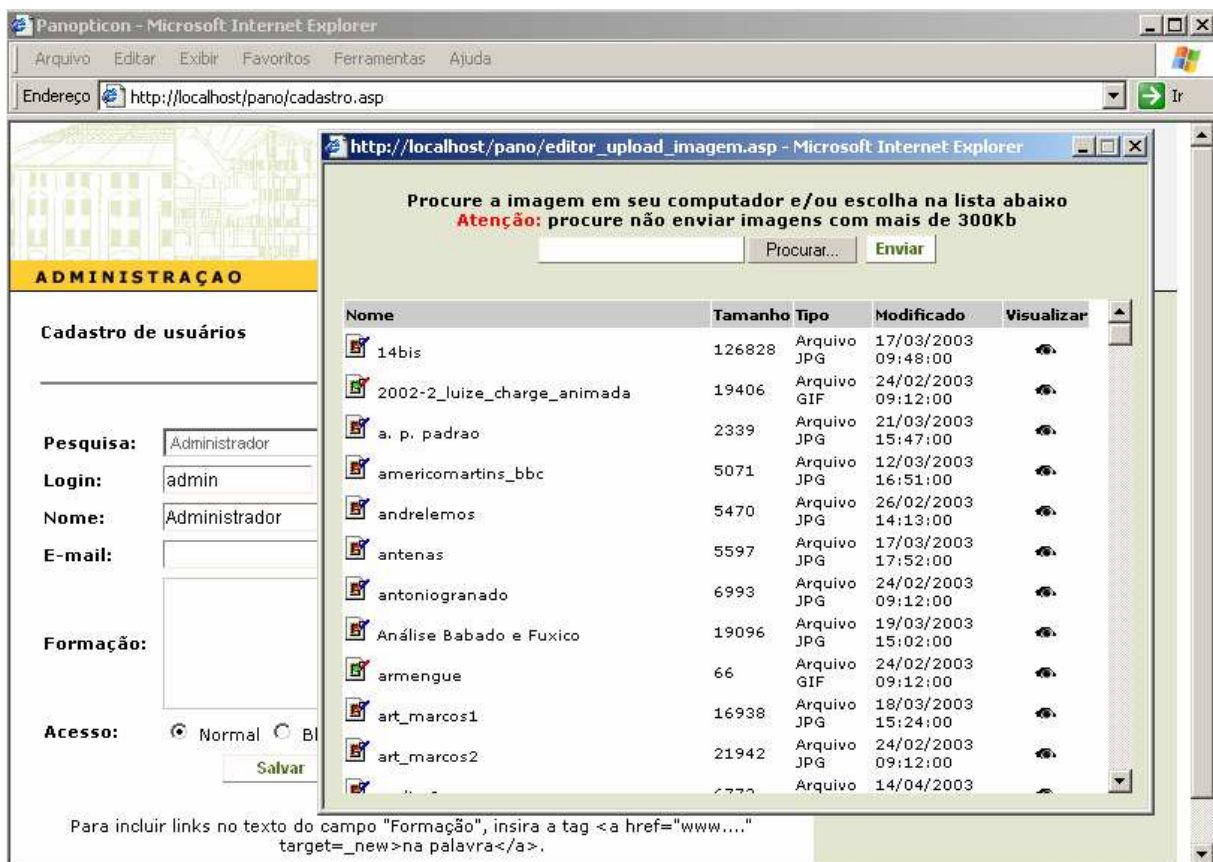 Panopticon - Microsoft Internet Explorer
Arquivo Editar Exibir Favoritos Ferramentas Ajuda
Endereço http://localhost/pano/cadastro.asp Ir
http://localhost/pano/editor_upload_imagem.asp - Microsoft Internet Explorer
Procure a imagem em seu computador e/ou escolha na lista abaixo
Atenção: procure não enviar imagens com mais de 300Kb
Procurar... Enviar
Nome Tamanho Tipo Modificado Visualizar
14bis 126828 Arquivo JPG 17/03/2003 09:48:00
2002-2_luize_charge_animada 19406 Arquivo GIF 24/02/2003 09:12:00
a. p. padrao 2339 Arquivo JPG 21/03/2003 15:47:00
americomartins_bbc 5071 Arquivo JPG 12/03/2003 16:51:00
andrelemos 5470 Arquivo JPG 26/02/2003 14:13:00
antenas 5597 Arquivo JPG 17/03/2003 17:52:00
antoniogranado 6993 Arquivo JPG 24/02/2003 09:12:00
Análise Babado e Fuxico 19096 Arquivo JPG 19/03/2003 15:02:00
armengue 66 Arquivo GIF 24/02/2003 09:12:00
art_marcos1 16938 Arquivo JPG 18/03/2003 15:24:00
art_marcos2 21942 Arquivo JPG 24/02/2003 09:12:00
Arquivo 14/04/2003
ADMINISTRAÇAO
Cadastro de usuários
Pesquisa: Administrador
Login: admin
Nome: Administrador
E-mail:
Formação:
Acesso: Normal Bl
Salvar
Para incluir links no texto do campo "Formação", insira a tag <a href="www...."
target=_new>na palavra</a>.